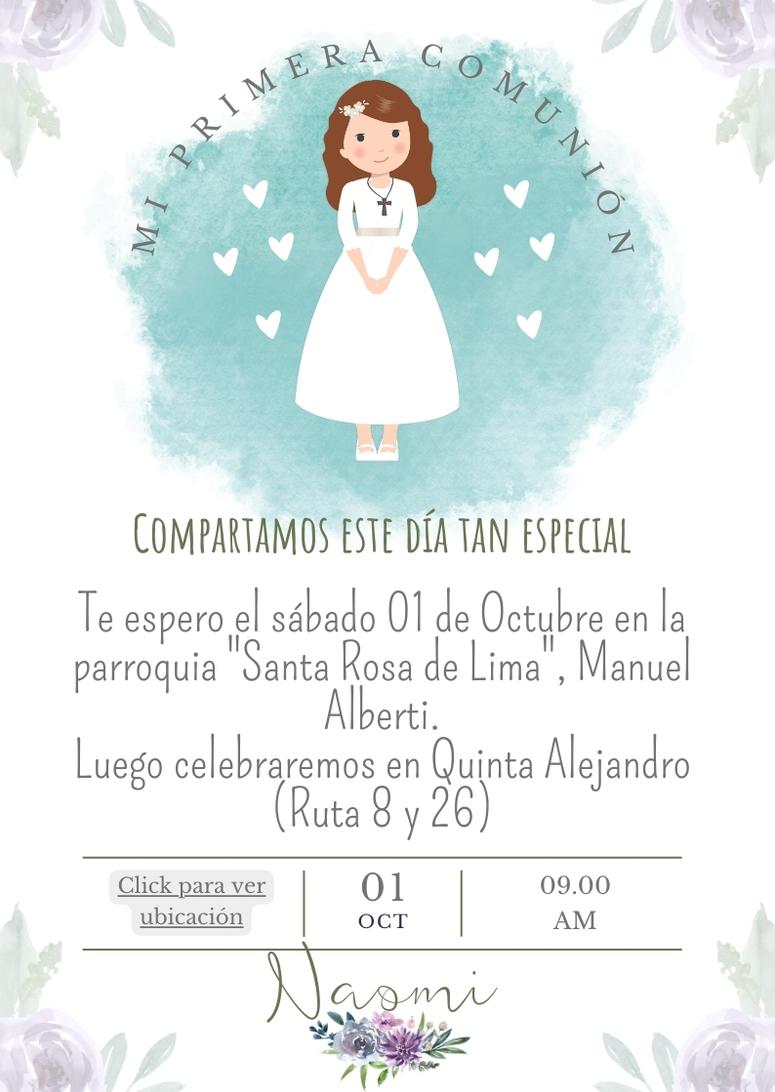 MI PRIMERA COMUNIÓN
Compartamos este día tan especial
Te espero el sábado 01 de Octubre en la
parroquia "Santa Rosa de Lima", Manuel
Alberti.
Luego celebraremos en Quinta Alejandro
(Ruta 8 y 26)
Click para ver
ubicación
01
OCT
09.00
AM
Naomi